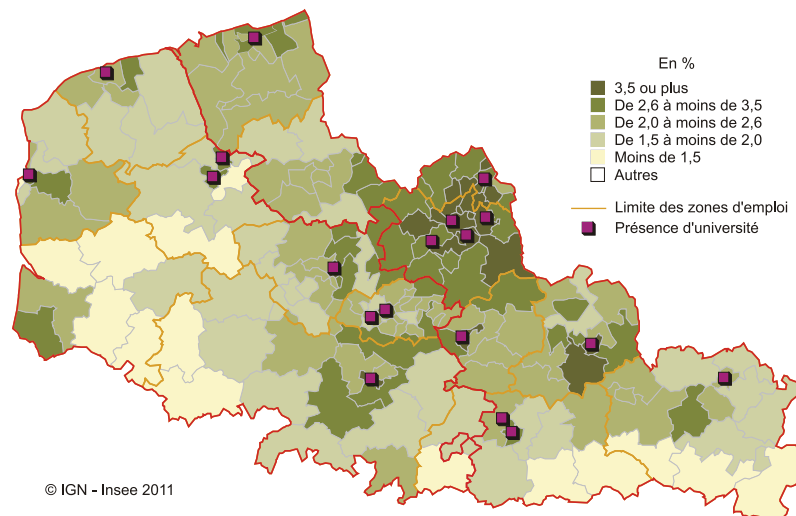 En %
3,5 ou plus
De 2,6 à moins de 3,5
De 2,0 à moins de 2,6
De 1,5 à moins de 2,0
Moins de 1,5
Autres
Limite des zones d'emploi
Présence d'université
© IGN - Insee 2011